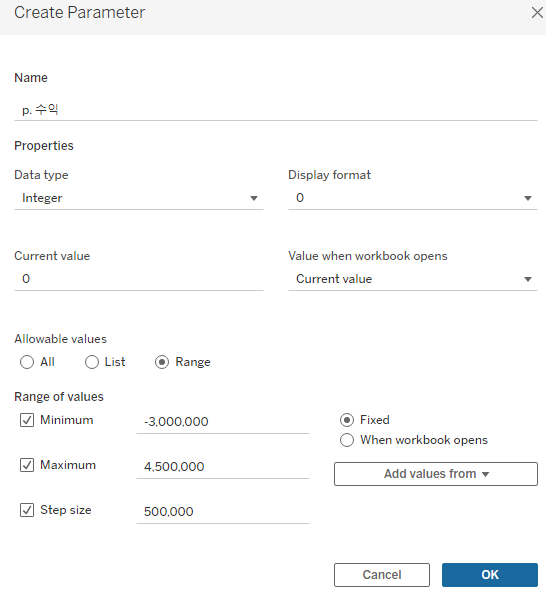 Create Parameter
Name
p. 수익
Properties
Data type
Display format
Integer
0
Current value
Value when workbook opens
0
Current value
Allowable values
All
List
Range
Range of values
Minimum
-3,000,000
Fixed
When workbook opens
Maximum
4,500,000
Add values from
Step size
500,000
Cancel
OK